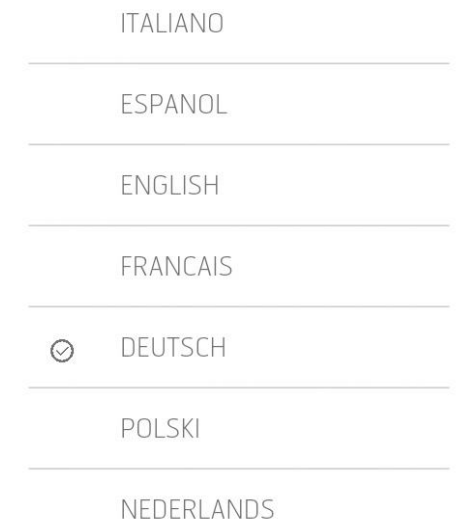 ITALIANO
ESPANOL
ENGLISH
FRANCAIS
DEUTSCH
POLSKI
NEDERLANDS